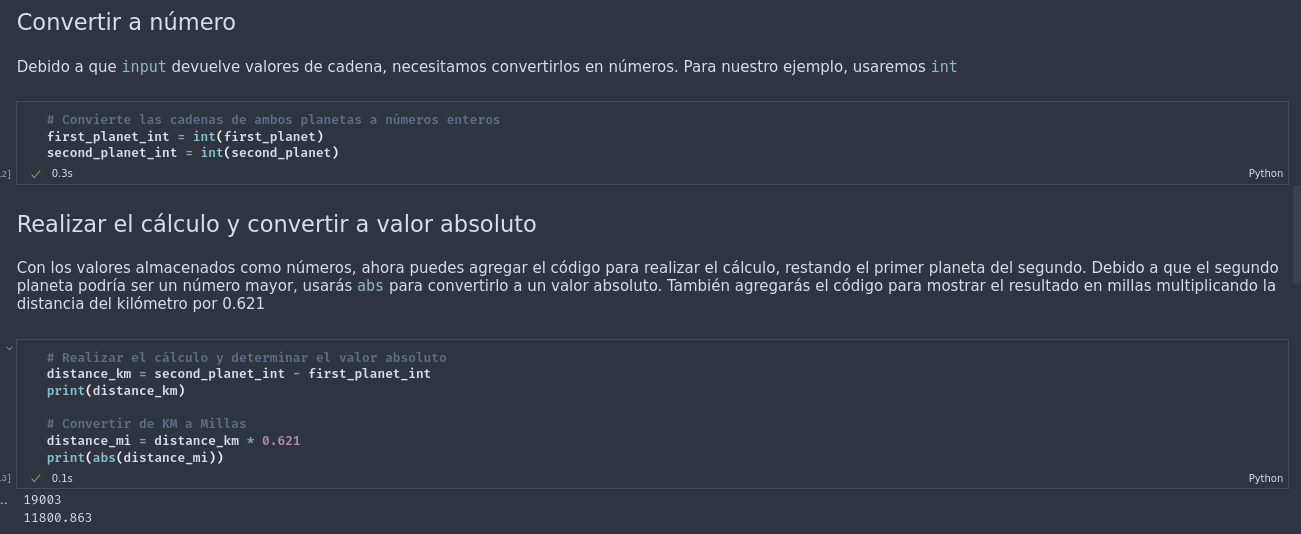 Convertir a número
Debido a que input devuelve valores de cadena, necesitamos convertirlos en números. Para nuestro ejemplo, usaremos int
# Convierte las cadenas de ambos planetas a números enteros
first_planet_int = int(first_planet)
second_planet_int = int(second_planet)
2] 0.3s Python
Realizar el cálculo y convertir a valor absoluto
Con los valores almacenados como números, ahora puedes agregar el código para realizar el cálculo, restando el primer planeta del segundo. Debido a que el segundo
planeta podría ser un número mayor, usarás abs para convertirlo a un valor absoluto. También agregarás el código para mostrar el resultado en millas multiplicando la
distancia del kilómetro por 0.621
# Realizar el cálculo y determinar el valor absoluto
distance_km = second_planet_int - first_planet_int
print(distance_km)
# Convertir de KM a Millas
distance_mi = distance_km * 0.621
print(abs(distance_mi))
3] 0.1s Python
.. 19003
11800.863